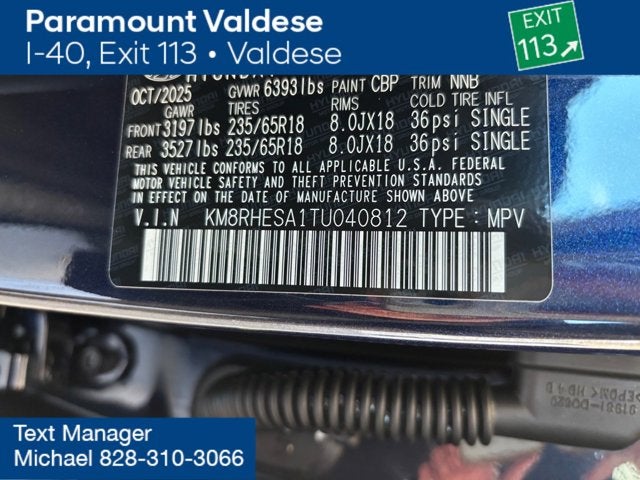 Paramount Valdese
I-40, Exit 113 • Valdese
EXIT
113
HYUNDAI
OCT/2025 GVWR 6393lbs PAINT CBP TRIM NNB
GAWR TIRES RIMS COLD TIRE INFL
FRONT 3197lbs 235/65R18 8.0JX18 36psi SINGLE
REAR 3527lbs 235/65R18 8.0JX18 36psi SINGLE
THIS VEHICLE CONFORMS TO ALL APPLICABLE U.S.A. FEDERAL
MOTOR VEHICLE SAFETY AND THEFT PREVENTION STANDARDS
IN EFFECT ON THE DATE OF MANUFACTURE SHOWN ABOVE
V.I.N KM8RHESA1TU040812 TYPE : MPV
Text Manager
Michael 828-310-3066